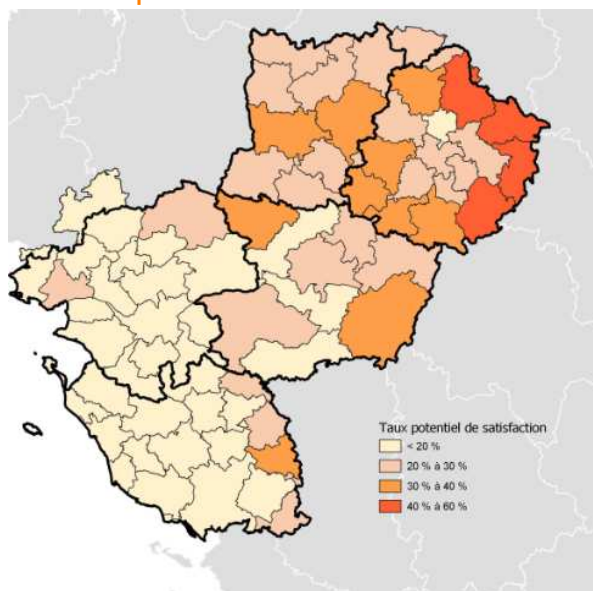 Taux potentiel de satisfaction
< 20 %
20 % à 30 %
30 % à 40 %
40 % à 60 %